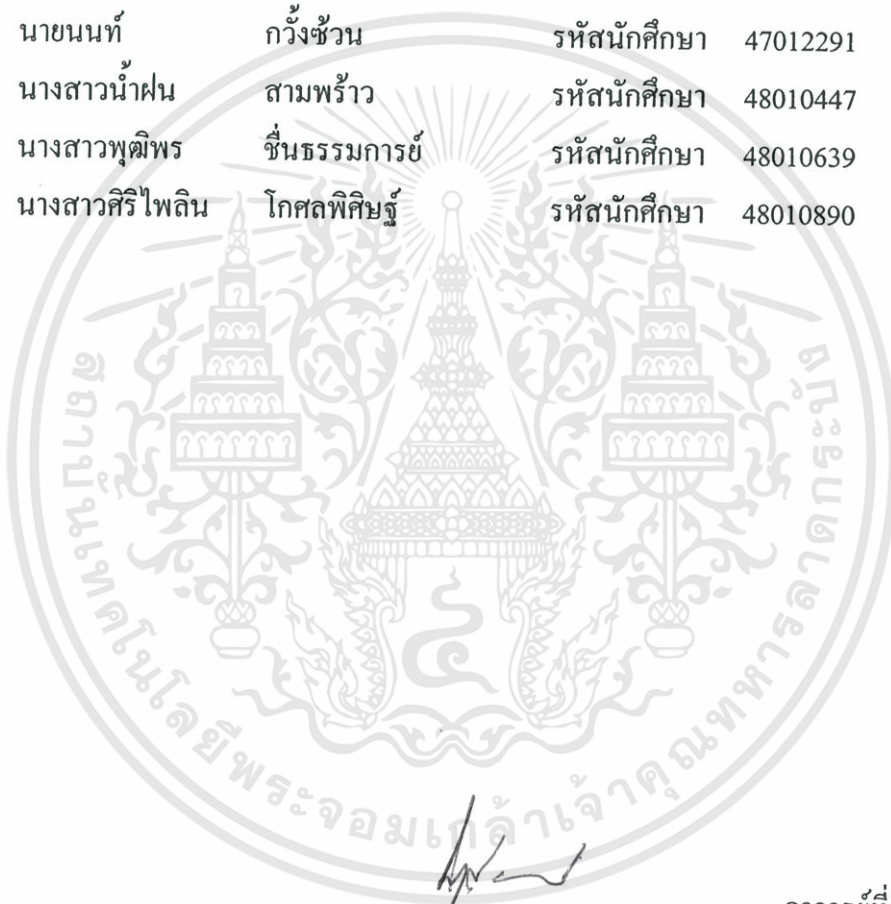 นายนนท์ กวั้งซ้วน รหัสนักศึกษา 47012291
นางสาวน้ำฝน สามพร้าว รหัสนักศึกษา 48010447
นางสาวพุฒิพร ชื่นธรรมการย์ รหัสนักศึกษา 48010639
นางสาวศิริไพลิน โกศลพิศิษฐ์ รหัสนักศึกษา 48010890
สถาบันเทคโนโลยีพระจอมเกล้าเจ้าคุณทหารลาดกระบัง